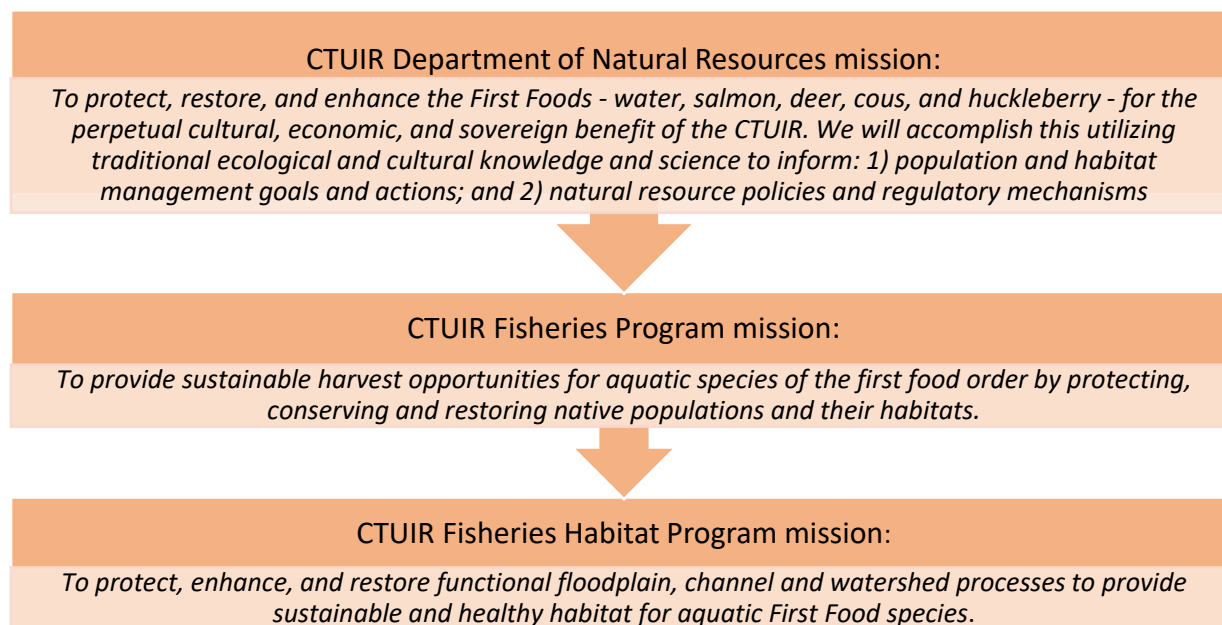 CTUIR Department of Natural Resources mission:
To protect, restore, and enhance the First Foods - water, salmon, deer, cous, and huckleberry - for the
perpetual cultural, economic, and sovereign benefit of the CTUIR. We will accomplish this utilizing
traditional ecological and cultural knowledge and science to inform: 1) population and habitat
management goals and actions; and 2) natural resource policies and regulatory mechanisms
CTUIR Fisheries Program mission:
To provide sustainable harvest opportunities for aquatic species of the first food order by protecting,
conserving and restoring native populations and their habitats.
CTUIR Fisheries Habitat Program mission:
To protect, enhance, and restore functional floodplain, channel and watershed processes to provide
sustainable and healthy habitat for aquatic First Food species.